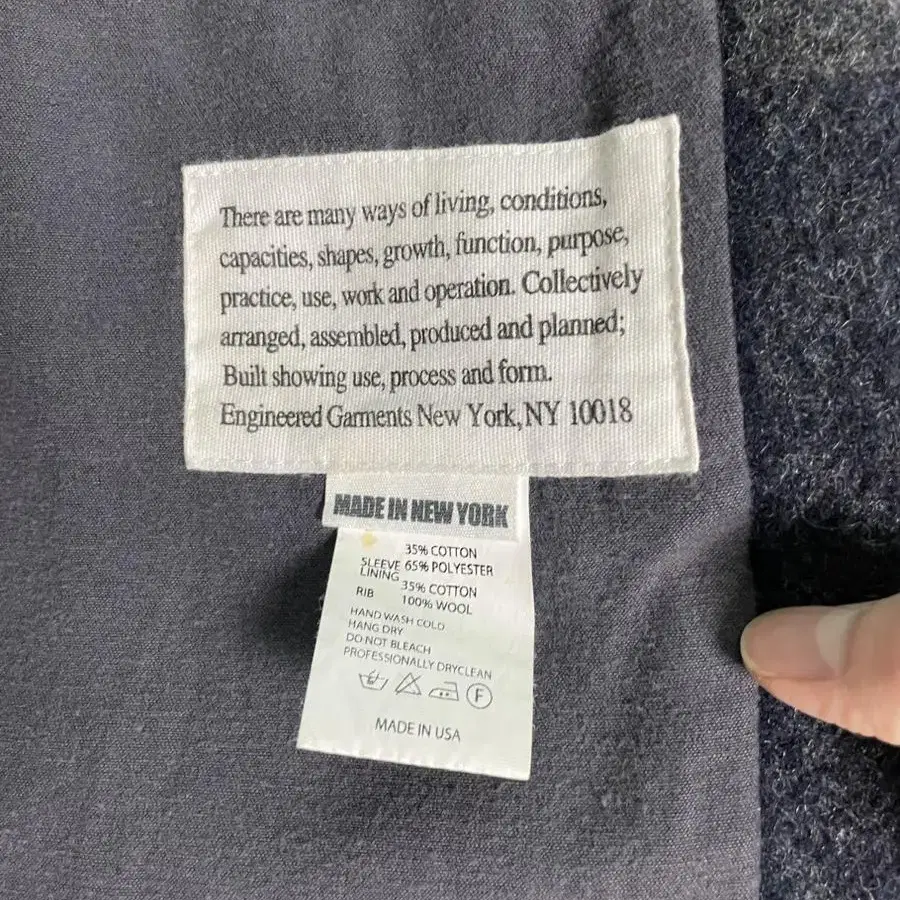 There are many ways of living, conditions,
capacities, shapes, growth, function, purpose,
practice, use, work and operation. Collectively
arranged, assembled, produced and planned;
Built showing use, process and form.
Engineered Garments New York, NY 10018
MADE IN NEW YORK
35% COTTON
SLEEVE 65% POLYESTER
LINING 35% COTTON
RIB 100% WOOL
HAND WASH COLD
HANG DRY
DO NOT BLEACH
PROFESSIONALLY DRYCLEAN
F
MADE IN USA